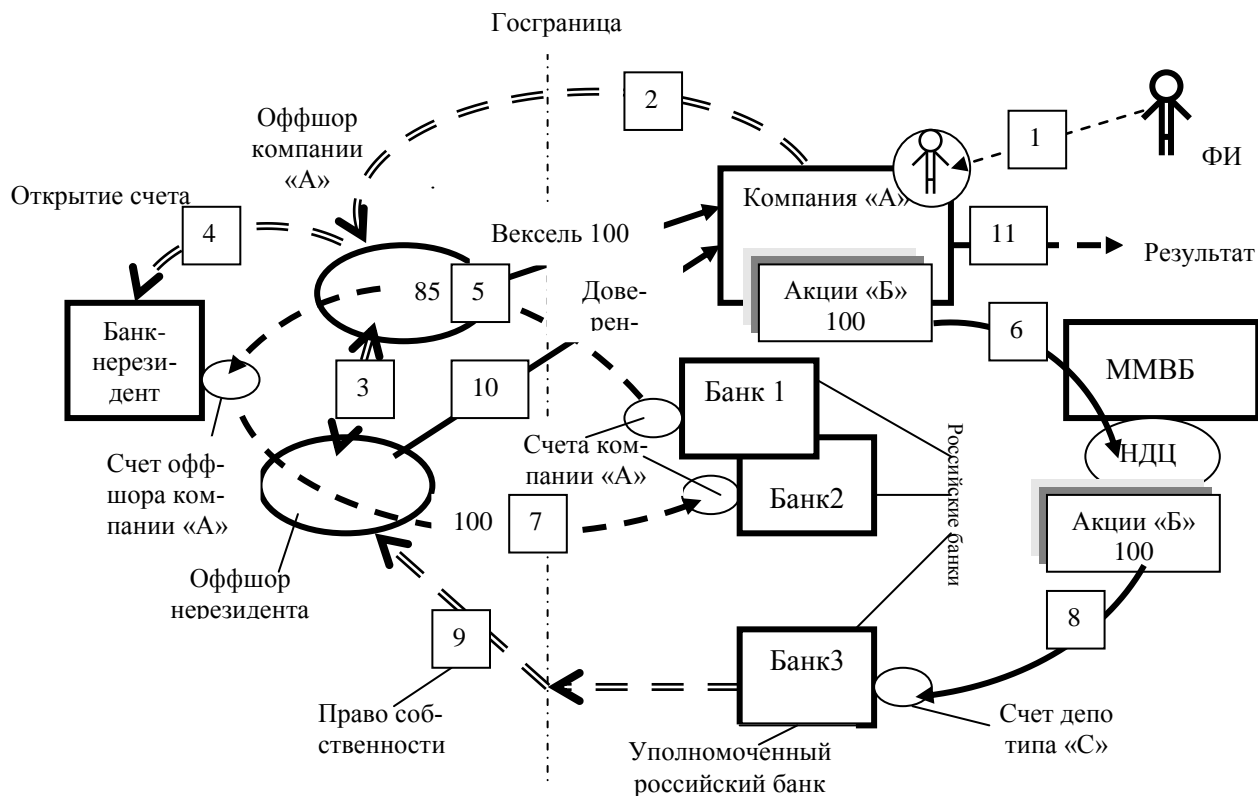 Госграница
2
Оффшор
компании
«А»
1
ФИ
Открытие счета
4
Компания «А»
Вексель 100
11
Результат
85
5
Дове-
рен-
Акции «Б»
100
6
Банк-
нерези-
дент
3
10
Банк 1
ММВБ
Российские банки
Счет офф-
шора ком-
пании «А»
Счета ком-
пании «А»
НДЦ
Банк2
100
7
Акции «Б»
100
Оффшор
нерезидента
8
9
Банк3
Право соб-
ственности
Уполномоченный
российский банк
Счет депо
типа «С»